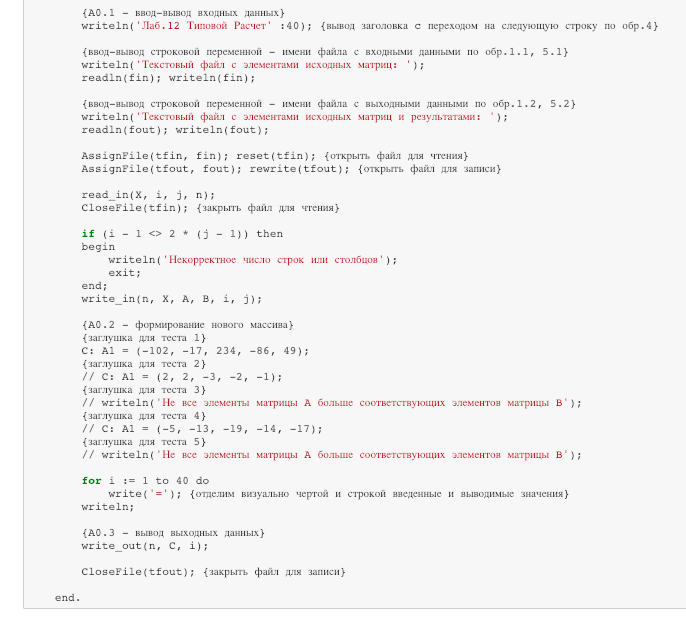 {A0.1 - ввод-вывод входных данных}
writeln('Лаб.12 Типовой Расчет' :40); {вывод заголовка с переходом на следующую строку по обр.4}
{ввод-вывод строковой переменной - имени файла с входными данными по обр.1.1, 5.1}
writeln('Текстовый файл с элементами исходных матриц: ');
readln(fin); writeln(fin);
{ввод-вывод строковой переменной - имени файла с выходными данными по обр.1.2, 5.2}
writeln('Текстовый файл с элементами исходных матриц и результатами: ');
readln(fout); writeln(fout);
AssignFile(tfin, fin); reset(tfin); {открыть файл для чтения}
AssignFile(tfout, fout); rewrite(tfout); {открыть файл для записи}
read_in(X, i, j, n);
CloseFile(tfin); {закрыть файл для чтения}
if (i - 1 <> 2 * (j - 1)) then
begin
writeln('Некорректное число строк или столбцов');
exit;
end;
write_in(n, X, A, B, i, j);
{A0.2 - формирование нового массива}
{заглушка для теста 1}
C: A1 = (-102, -17, 234, -86, 49);
{заглушка для теста 2}
// C: A1 = (2, 2, -3, -2, -1);
{заглушка для теста 3}
// writeln('Не все элементы матрицы A больше соответствующих элементов матрицы B');
{заглушка для теста 4}
// C: A1 = (-5, -13, -19, -14, -17);
{заглушка для теста 5}
// writeln('Не все элементы матрицы A больше соответствующих элементов матрицы B');
for i := 1 to 40 do
write('='); {отделим визуально чертой и строкой введенные и выводимые значения}
writeln;
{A0.3 - вывод выходных данных}
write_out(n, C, i);
CloseFile(tfout); {закрыть файл для записи}
end.